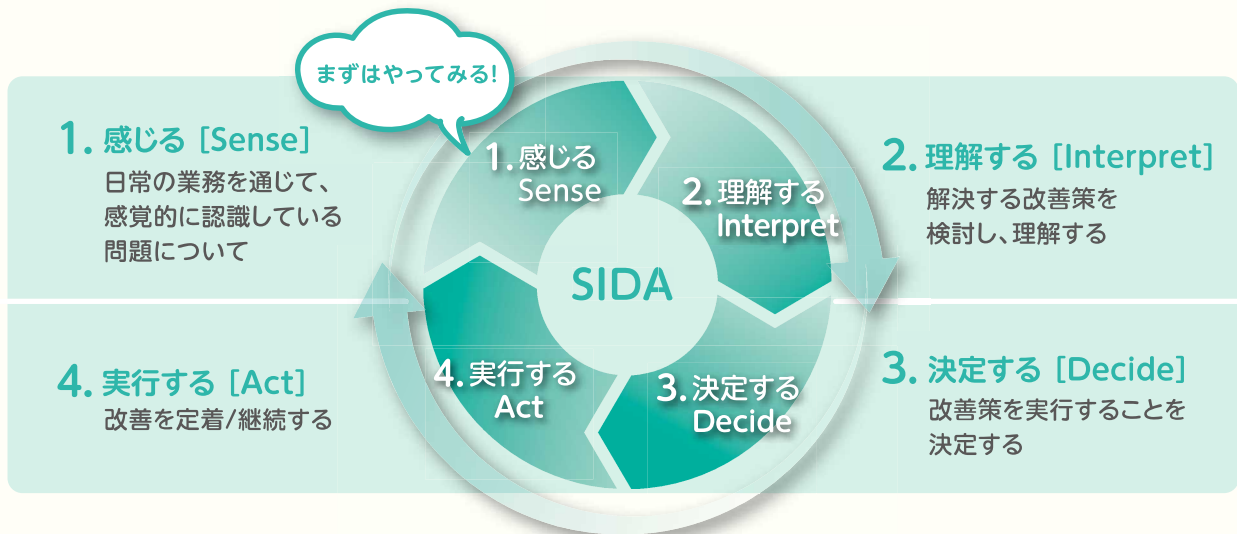 まずはやってみる!
1. 感じる [Sense]
日常の業務を通じて、
感覚的に認識している
問題について
1. 感じる
Sense
2. 理解する
Interpret
2. 理解する [Interpret]
解決する改善策を
検討し、理解する
SIDA
4. 実行する [Act]
改善を定着/継続する
4. 実行する
Act
3. 決定する
Decide
3. 決定する [Decide]
改善策を実行することを
決定する